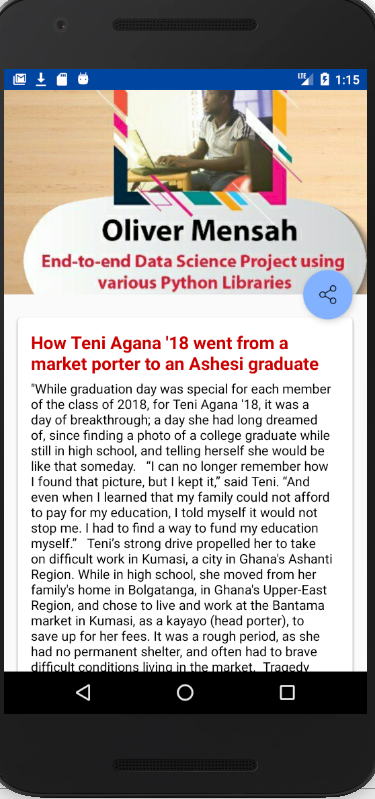 LTE 1:15
Oliver Mensah
End-to-end Data Science Project using
various Python Libraries
How Teni Agana '18 went from a
market porter to an Ashesi graduate
"While graduation day was special for each member
of the class of 2018, for Teni Agana '18, it was a
day of breakthrough; a day she had long dreamed
of, since finding a photo of a college graduate while
still in high school, and telling herself she would be
like that someday.   “I can no longer remember how
I found that picture, but I kept it,” said Teni. “And
even when I learned that my family could not afford
to pay for my education, I told myself it would not
stop me. I had to find a way to fund my education
myself.”   Teni’s strong drive propelled her to take
on difficult work in Kumasi, a city in Ghana's Ashanti
Region. While in high school, she moved from her
family's home in Bolgatanga, in Ghana's Upper-East
Region, and chose to live and work at the Bantama
market in Kumasi, as a kayayo (head porter), to
save up for her fees. It was a rough period, as she
had no permanent shelter, and often had to brave
difficult conditions living in the market.  Tragedy